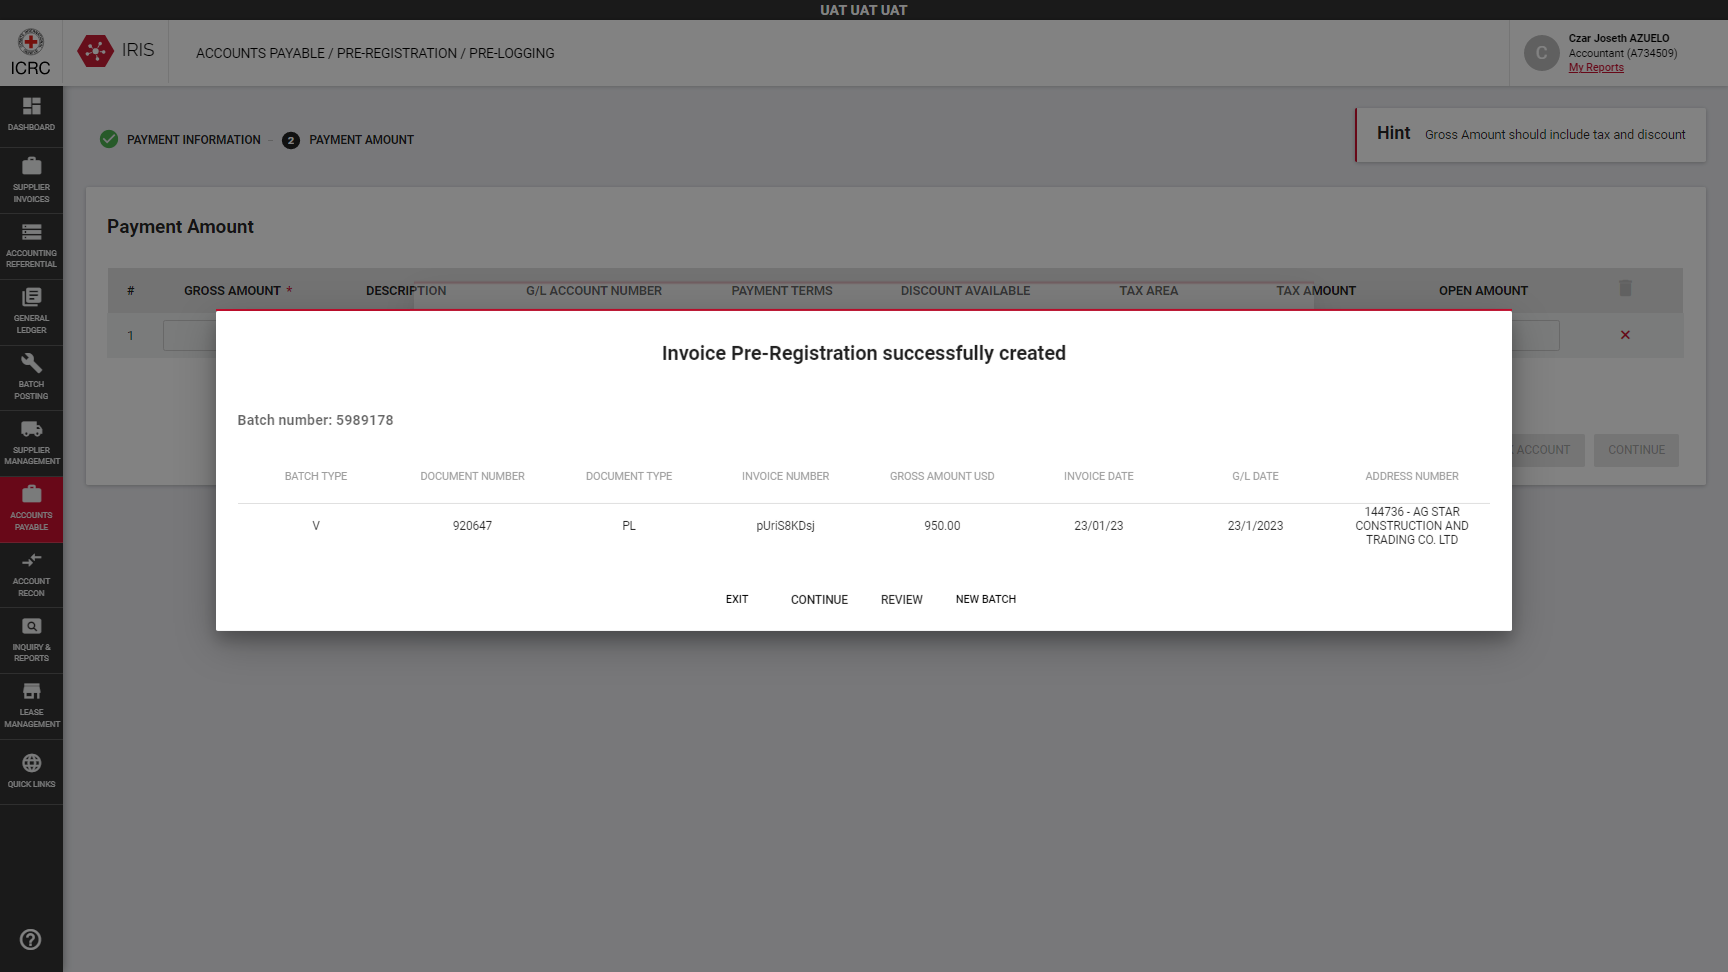 UAT UAT UAT
ICRC
IRIS
ACCOUNTS PAYABLE / PRE-REGISTRATION / PRE-LOGGING
C
Czar Joseth AZUELO
Accountant (A734509)
My Reports
DASHBOARD
SUPPLIER
INVOICES
ACCOUNTING
REFERENTIAL
GENERAL
LEDGER
BATCH
POSTING
SUPPLIER
MANAGEMENT
ACCOUNTS
PAYABLE
ACCOUNT
RECON
INQUIRY &
REPORTS
LEASE
MANAGEMENT
QUICK LINKS
PAYMENT INFORMATION
2 PAYMENT AMOUNT
Hint Gross Amount should include tax and discount
Payment Amount
# GROSS AMOUNT * DESCRIPTION G/L ACCOUNT NUMBER PAYMENT TERMS DISCOUNT AVAILABLE TAX AREA TAX AMOUNT OPEN AMOUNT
1
ACCOUNT CONTINUE
Invoice Pre-Registration successfully created
Batch number: 5989178
BATCH TYPE DOCUMENT NUMBER DOCUMENT TYPE INVOICE NUMBER GROSS AMOUNT USD INVOICE DATE G/L DATE ADDRESS NUMBER
V 920647 PL pUriS8KDsj 950.00 23/01/23 23/1/2023 144736 - AG STAR
CONSTRUCTION AND
TRADING CO. LTD
EXIT CONTINUE REVIEW NEW BATCH